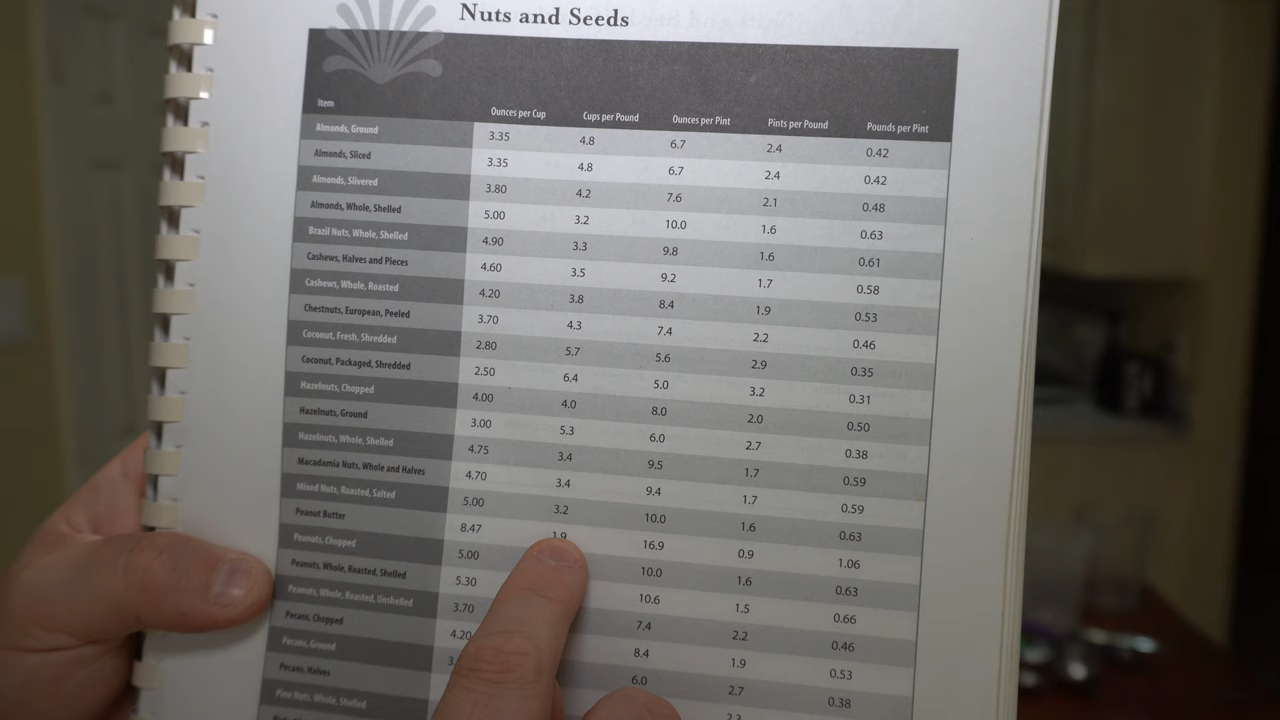 Nuts and Seeds
Item Ounces per Cup Cups per Pound Ounces per Pint Pints per Pound Pounds per Pint
Almonds, Ground 3.35 4.8 6.7 2.4 0.42
Almonds, Sliced 3.35 4.8 6.7 2.4 0.42
Almonds, Slivered 3.80 4.2 7.6 2.1 0.48
Almonds, Whole, Shelled 5.00 3.2 10.0 1.6 0.63
Brazil Nuts, Whole, Shelled 4.90 3.3 9.8 1.6 0.61
Cashews, Halves and Pieces 4.60 3.5 9.2 1.7 0.58
Cashews, Whole, Roasted 4.20 3.8 8.4 1.9 0.53
Chestnuts, European, Peeled 3.70 4.3 7.4 2.2 0.46
Coconut, Fresh, Shredded 2.80 5.7 5.6 2.9 0.35
Coconut, Packaged, Shredded 2.50 6.4 5.0 3.2 0.31
Hazelnuts, Chopped 4.00 4.0 8.0 2.0 0.50
Hazelnuts, Ground 3.00 5.3 6.0 2.7 0.38
Hazelnuts, Whole, Shelled 4.75 3.4 9.5 1.7 0.59
Macadamia Nuts, Whole and Halves 4.70 3.4 9.4 1.7 0.59
Mixed Nuts, Roasted, Salted 5.00 3.2 10.0 1.6 0.63
Peanut Butter 8.47 1.9 16.9 0.9 1.06
Peanuts, Chopped 5.00 10.0 1.6 0.63
Peanuts, Whole, Roasted, Shelled 5.30 10.6 1.5 0.66
Peanuts, Whole, Roasted, Unshelled 3.70 7.4 2.2 0.46
Pecans, Chopped 4.20 8.4 1.9 0.53
Pecans, Ground 6.0 2.7 0.38
Pecans, Halves
Pine Nuts, Whole, Shelled